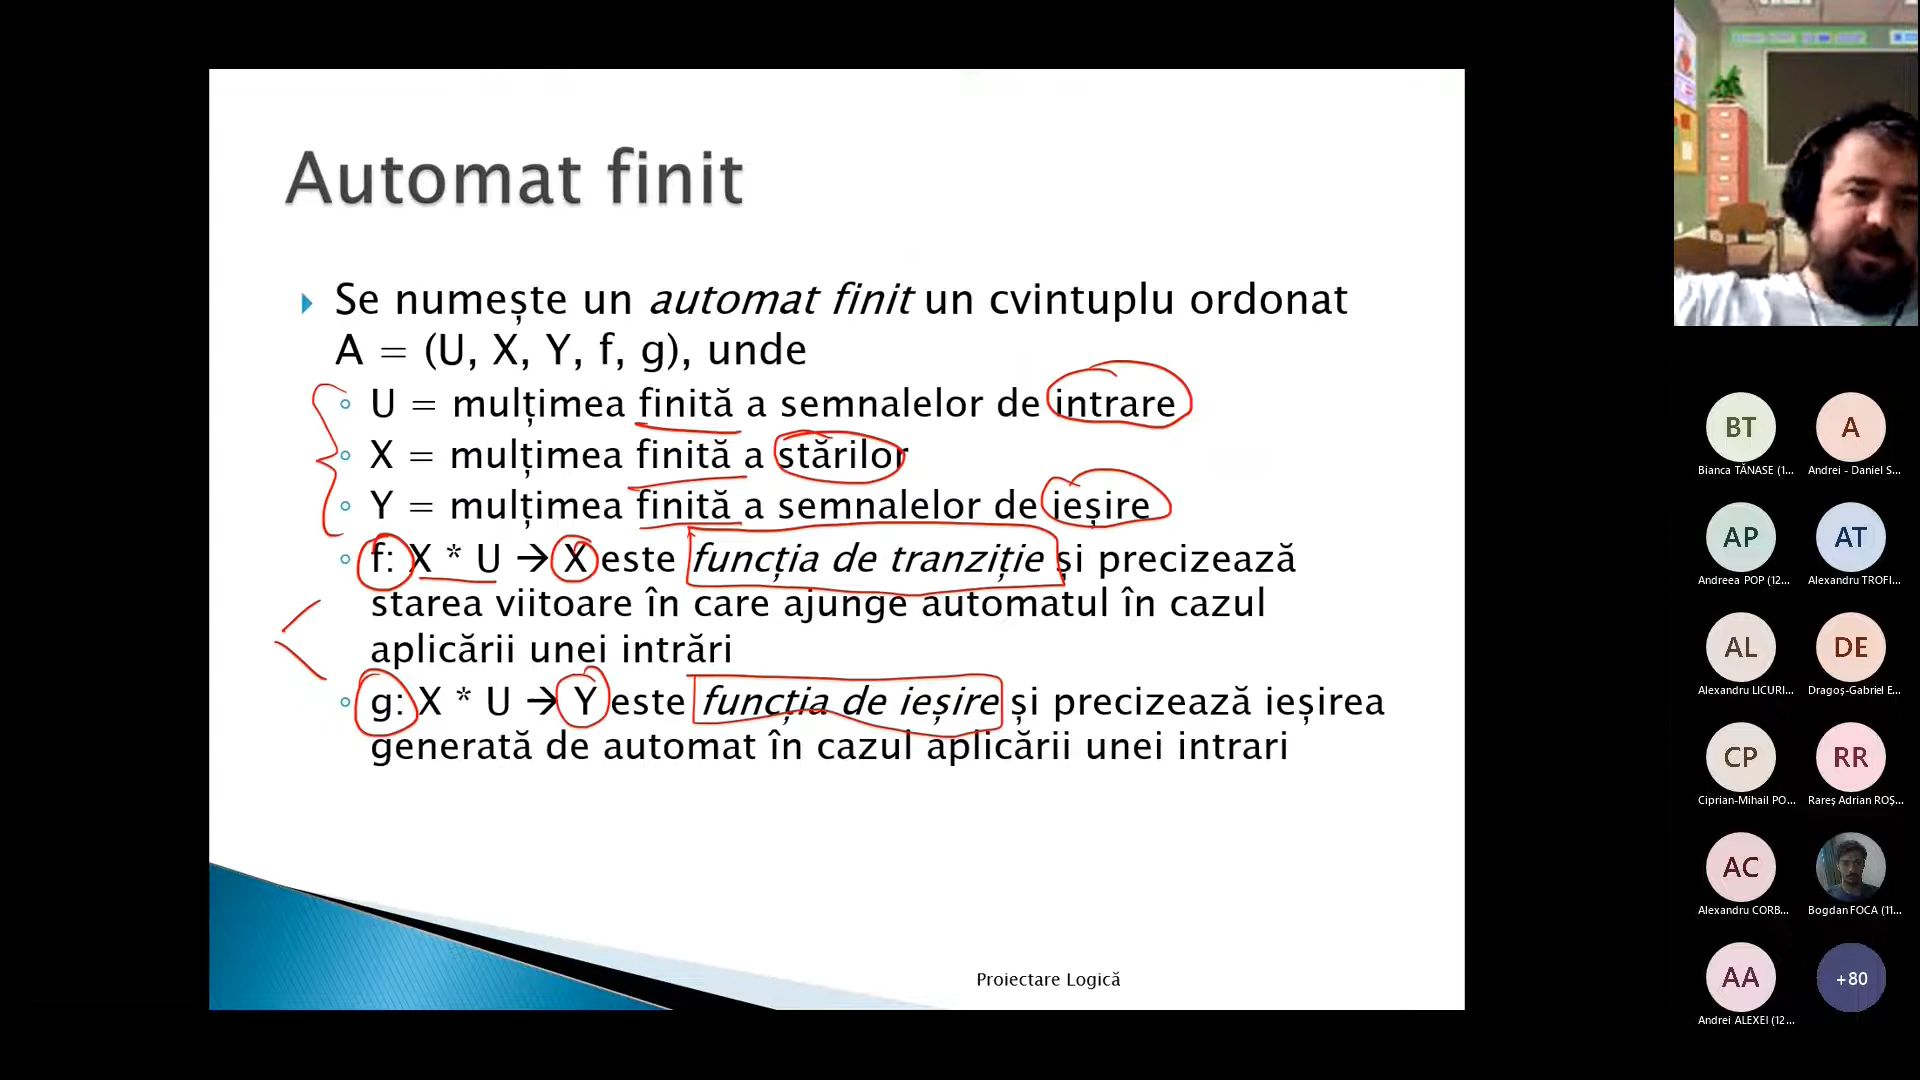 Automat finit
Se numește un automat finit un cvintuplu ordonat
A = (U, X, Y, f, g), unde
U = mulțimea finită a semnalelor de intrare
X = mulțimea finită a stărilor
Y = mulțimea finită a semnalelor de ieșire
f: X * U → X este funcția de tranziție și precizează
starea viitoare în care ajunge automatul în cazul
aplicării unei intrări
g: X * U → Y este funcția de ieșire și precizează ieșirea
generată de automat în cazul aplicării unei intrari
Proiectare Logică
BT
A
Bianca TĂNASE (1...
Andrei - Daniel S...
AP
AT
Andreea POP (12...
Alexandru TROFI...
AL
DE
Alexandru LICURI...
Dragoș-Gabriel E...
CP
RR
Ciprian-Mihail PO...
Rareș Adrian ROȘ...
AC
Alexandru CORB...
Bogdan FOCA (11...
AA
+80
Andrei ALEXEI (12...